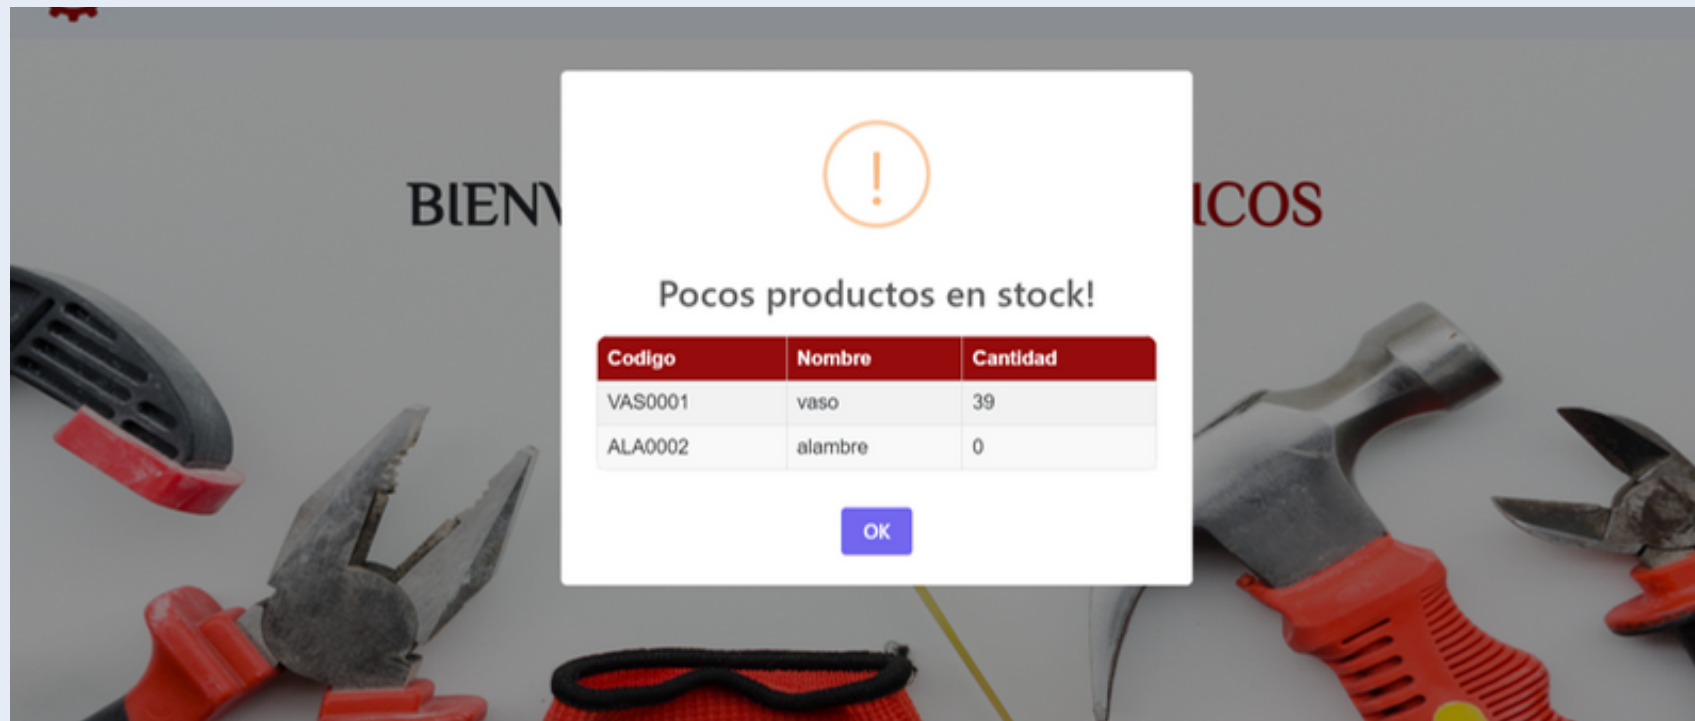 BIENV
ICOS
Pocos productos en stock!
Codigo Nombre Cantidad
VAS0001 vaso 39
ALA0002 alambre 0
OK